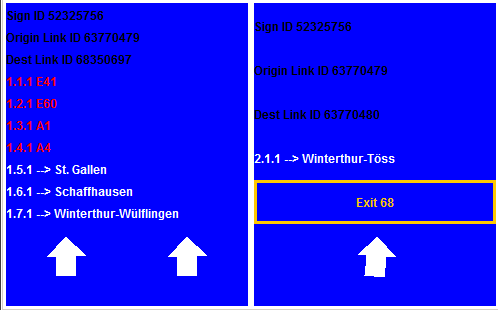 Sign ID 52325756
Origin Link ID 63770479
Dest Link ID 68350697
1.1.1 E41
1.2.1 E60
1.3.1 A1
1.4.1 A4
1.5.1 --> St. Gallen
1.6.1 --> Schaffhausen
1.7.1 --> Winterthur-Wülflingen
Sign ID 52325756
Origin Link ID 63770479
Dest Link ID 63770480
2.1.1 --> Winterthur-Töss
Exit 68